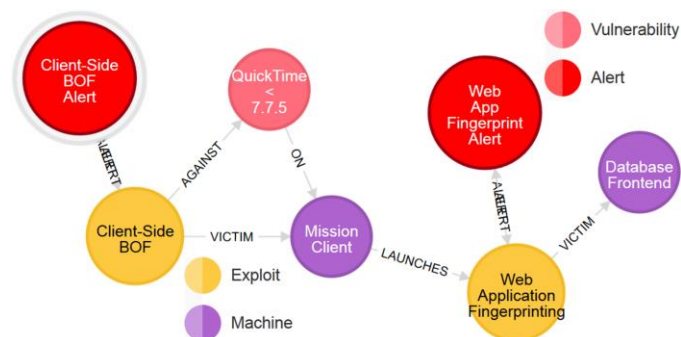 Client-Side
BOF
Alert
QuickTime
<
7.7.5
Vulnerability
Alert
Web
App
Fingerprint
Alert
Database
Frontend
ALERT
AGAINST
ON
ALERT
Client-Side
BOF
VICTIM
Mission
Client
LAUNCHES
VICTIM
Web
Application
Fingerprinting
Exploit
Machine